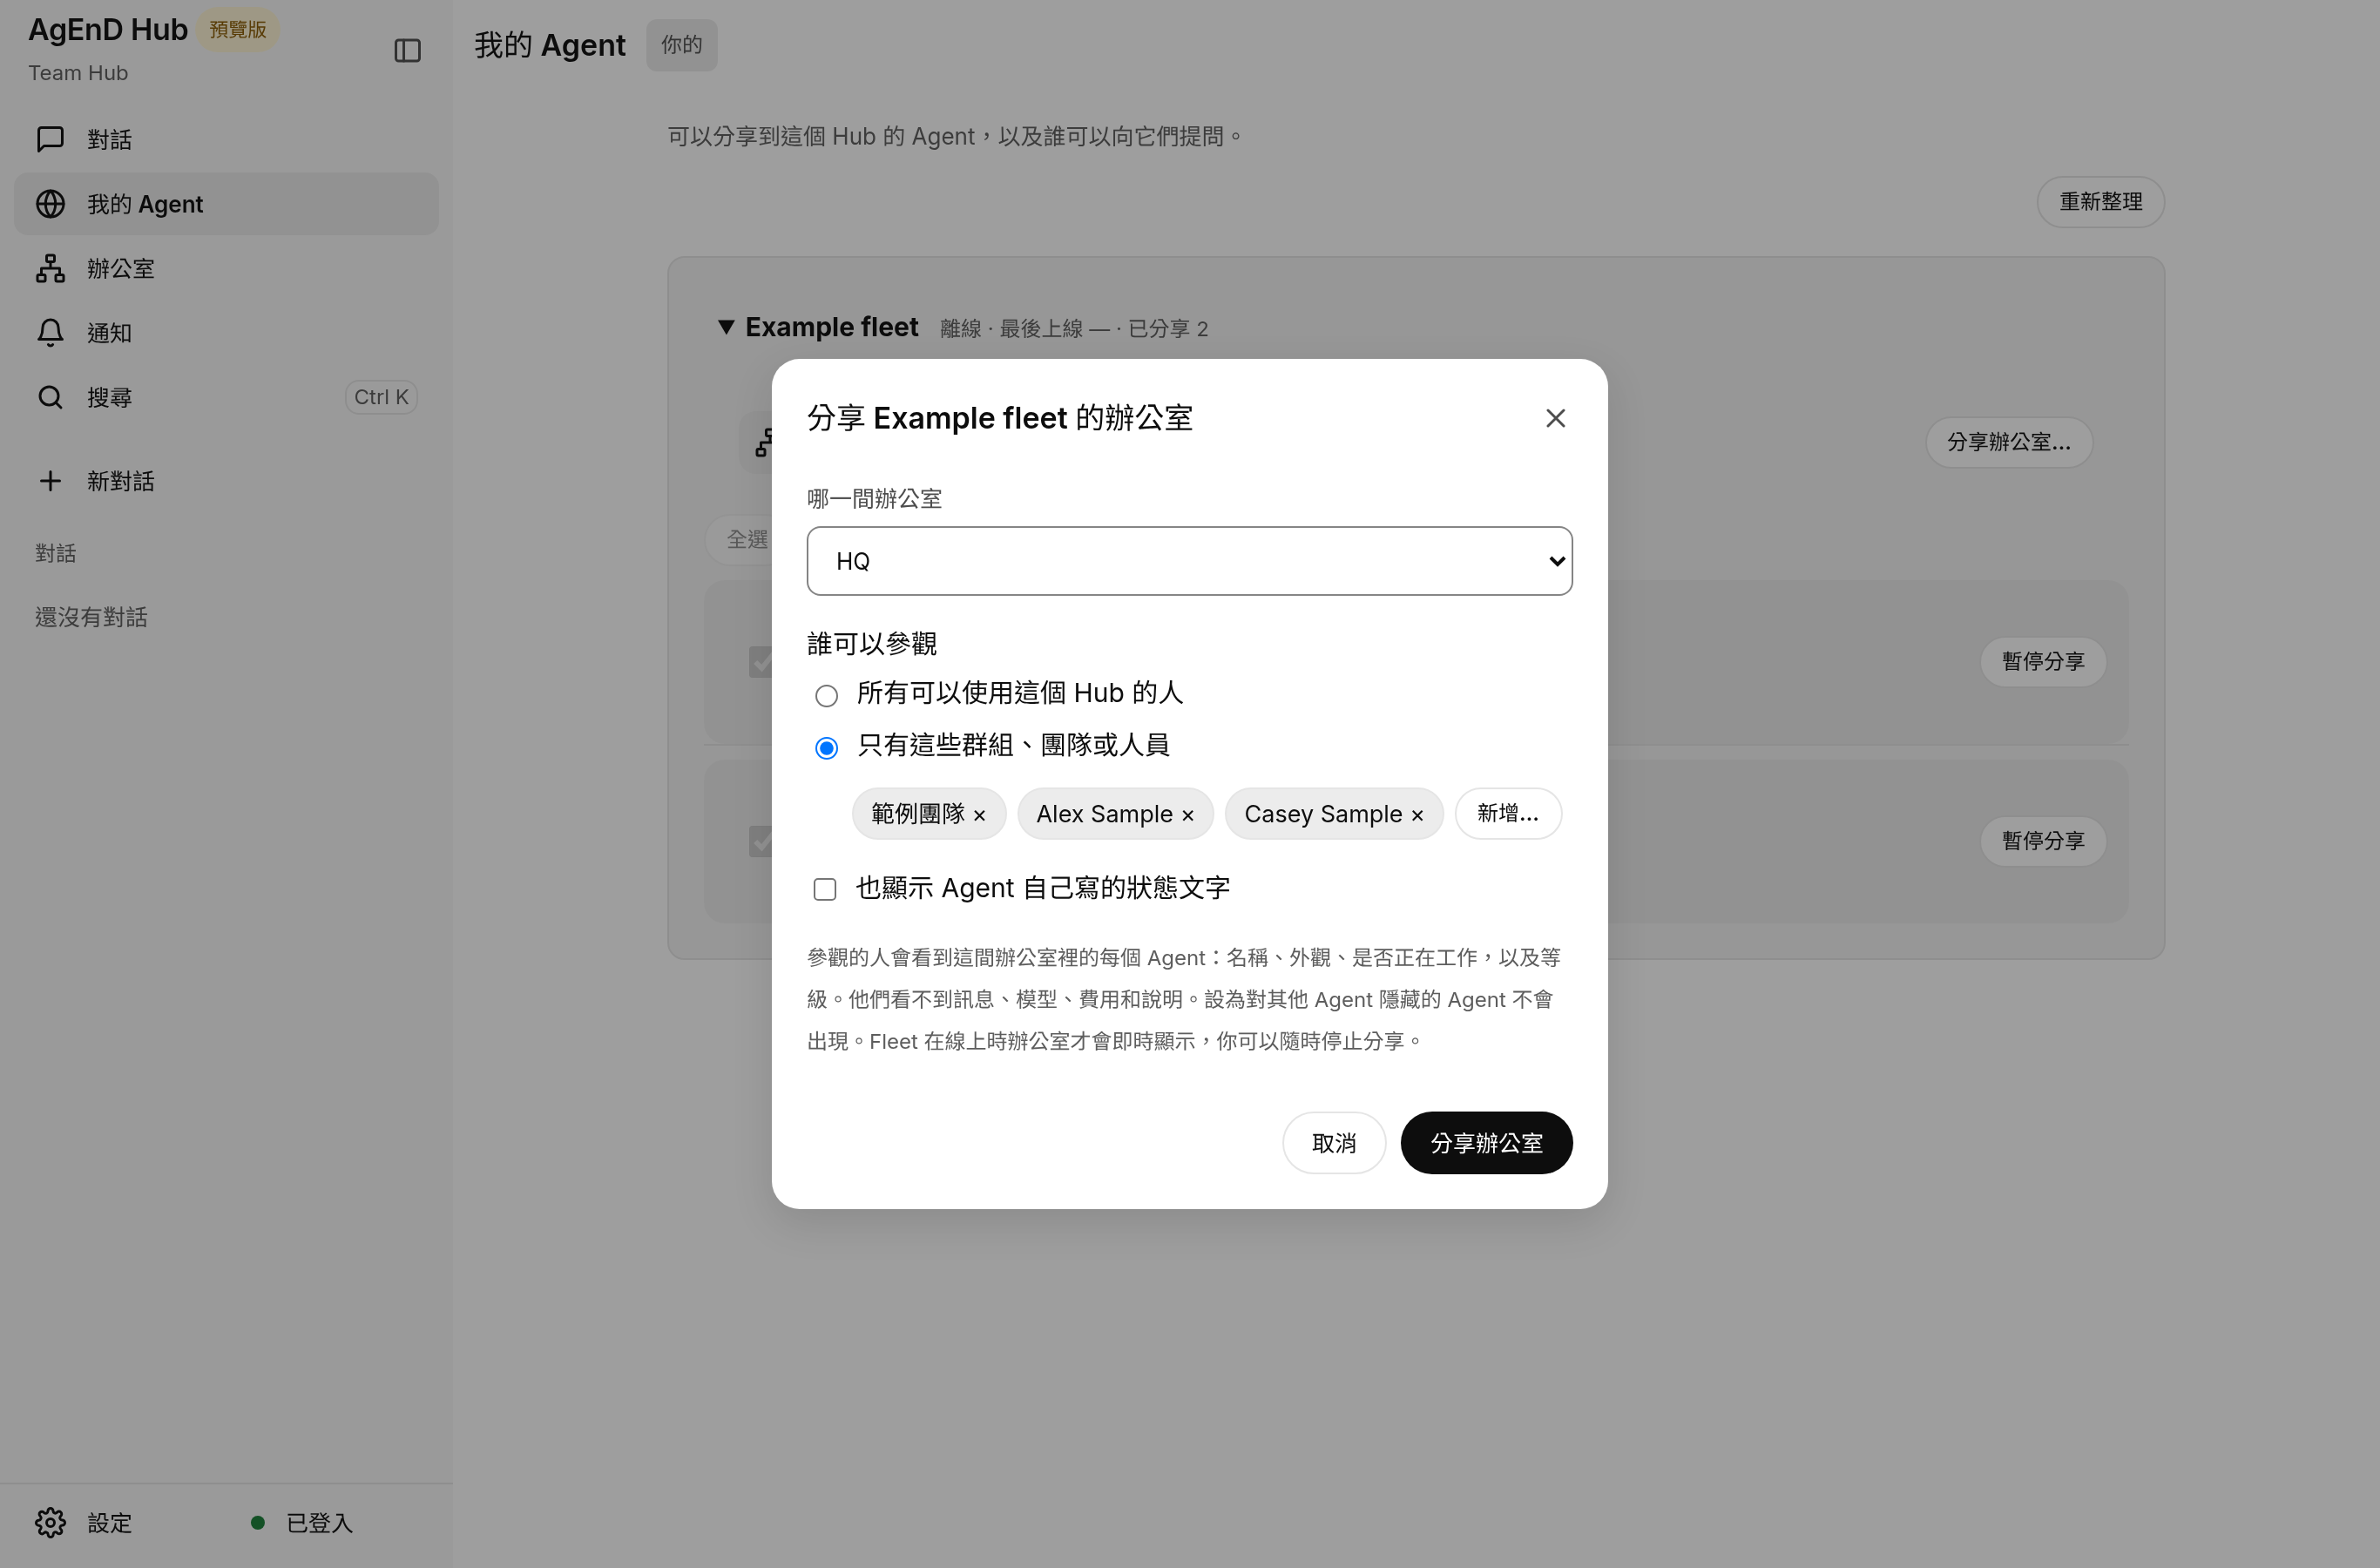 AgEnD Hub 預覽版
Team Hub
對話
我的 Agent
辦公室
通知
搜尋 Ctrl K
新對話
對話
還沒有對話
設定
已登入
我的 Agent 你的
可以分享到這個 Hub 的 Agent，以及誰可以向它們提問。
重新整理
▼ Example fleet 離線 · 最後上線 — · 已分享 2
分享辦公室...
全選
暫停分享
暫停分享
分享 Example fleet 的辦公室
哪一間辦公室
HQ
誰可以參觀
所有可以使用這個 Hub 的人
只有這些群組、團隊或人員
範例團隊 × Alex Sample × Casey Sample × 新增...
也顯示 Agent 自己寫的狀態文字
參觀的人會看到這間辦公室裡的每個 Agent：名稱、外觀、是否正在工作，以及等
級。他們看不到訊息、模型、費用和說明。設為對其他 Agent 隱藏的 Agent 不會
出現。Fleet 在線上時辦公室才會即時顯示，你可以隨時停止分享。
取消
分享辦公室